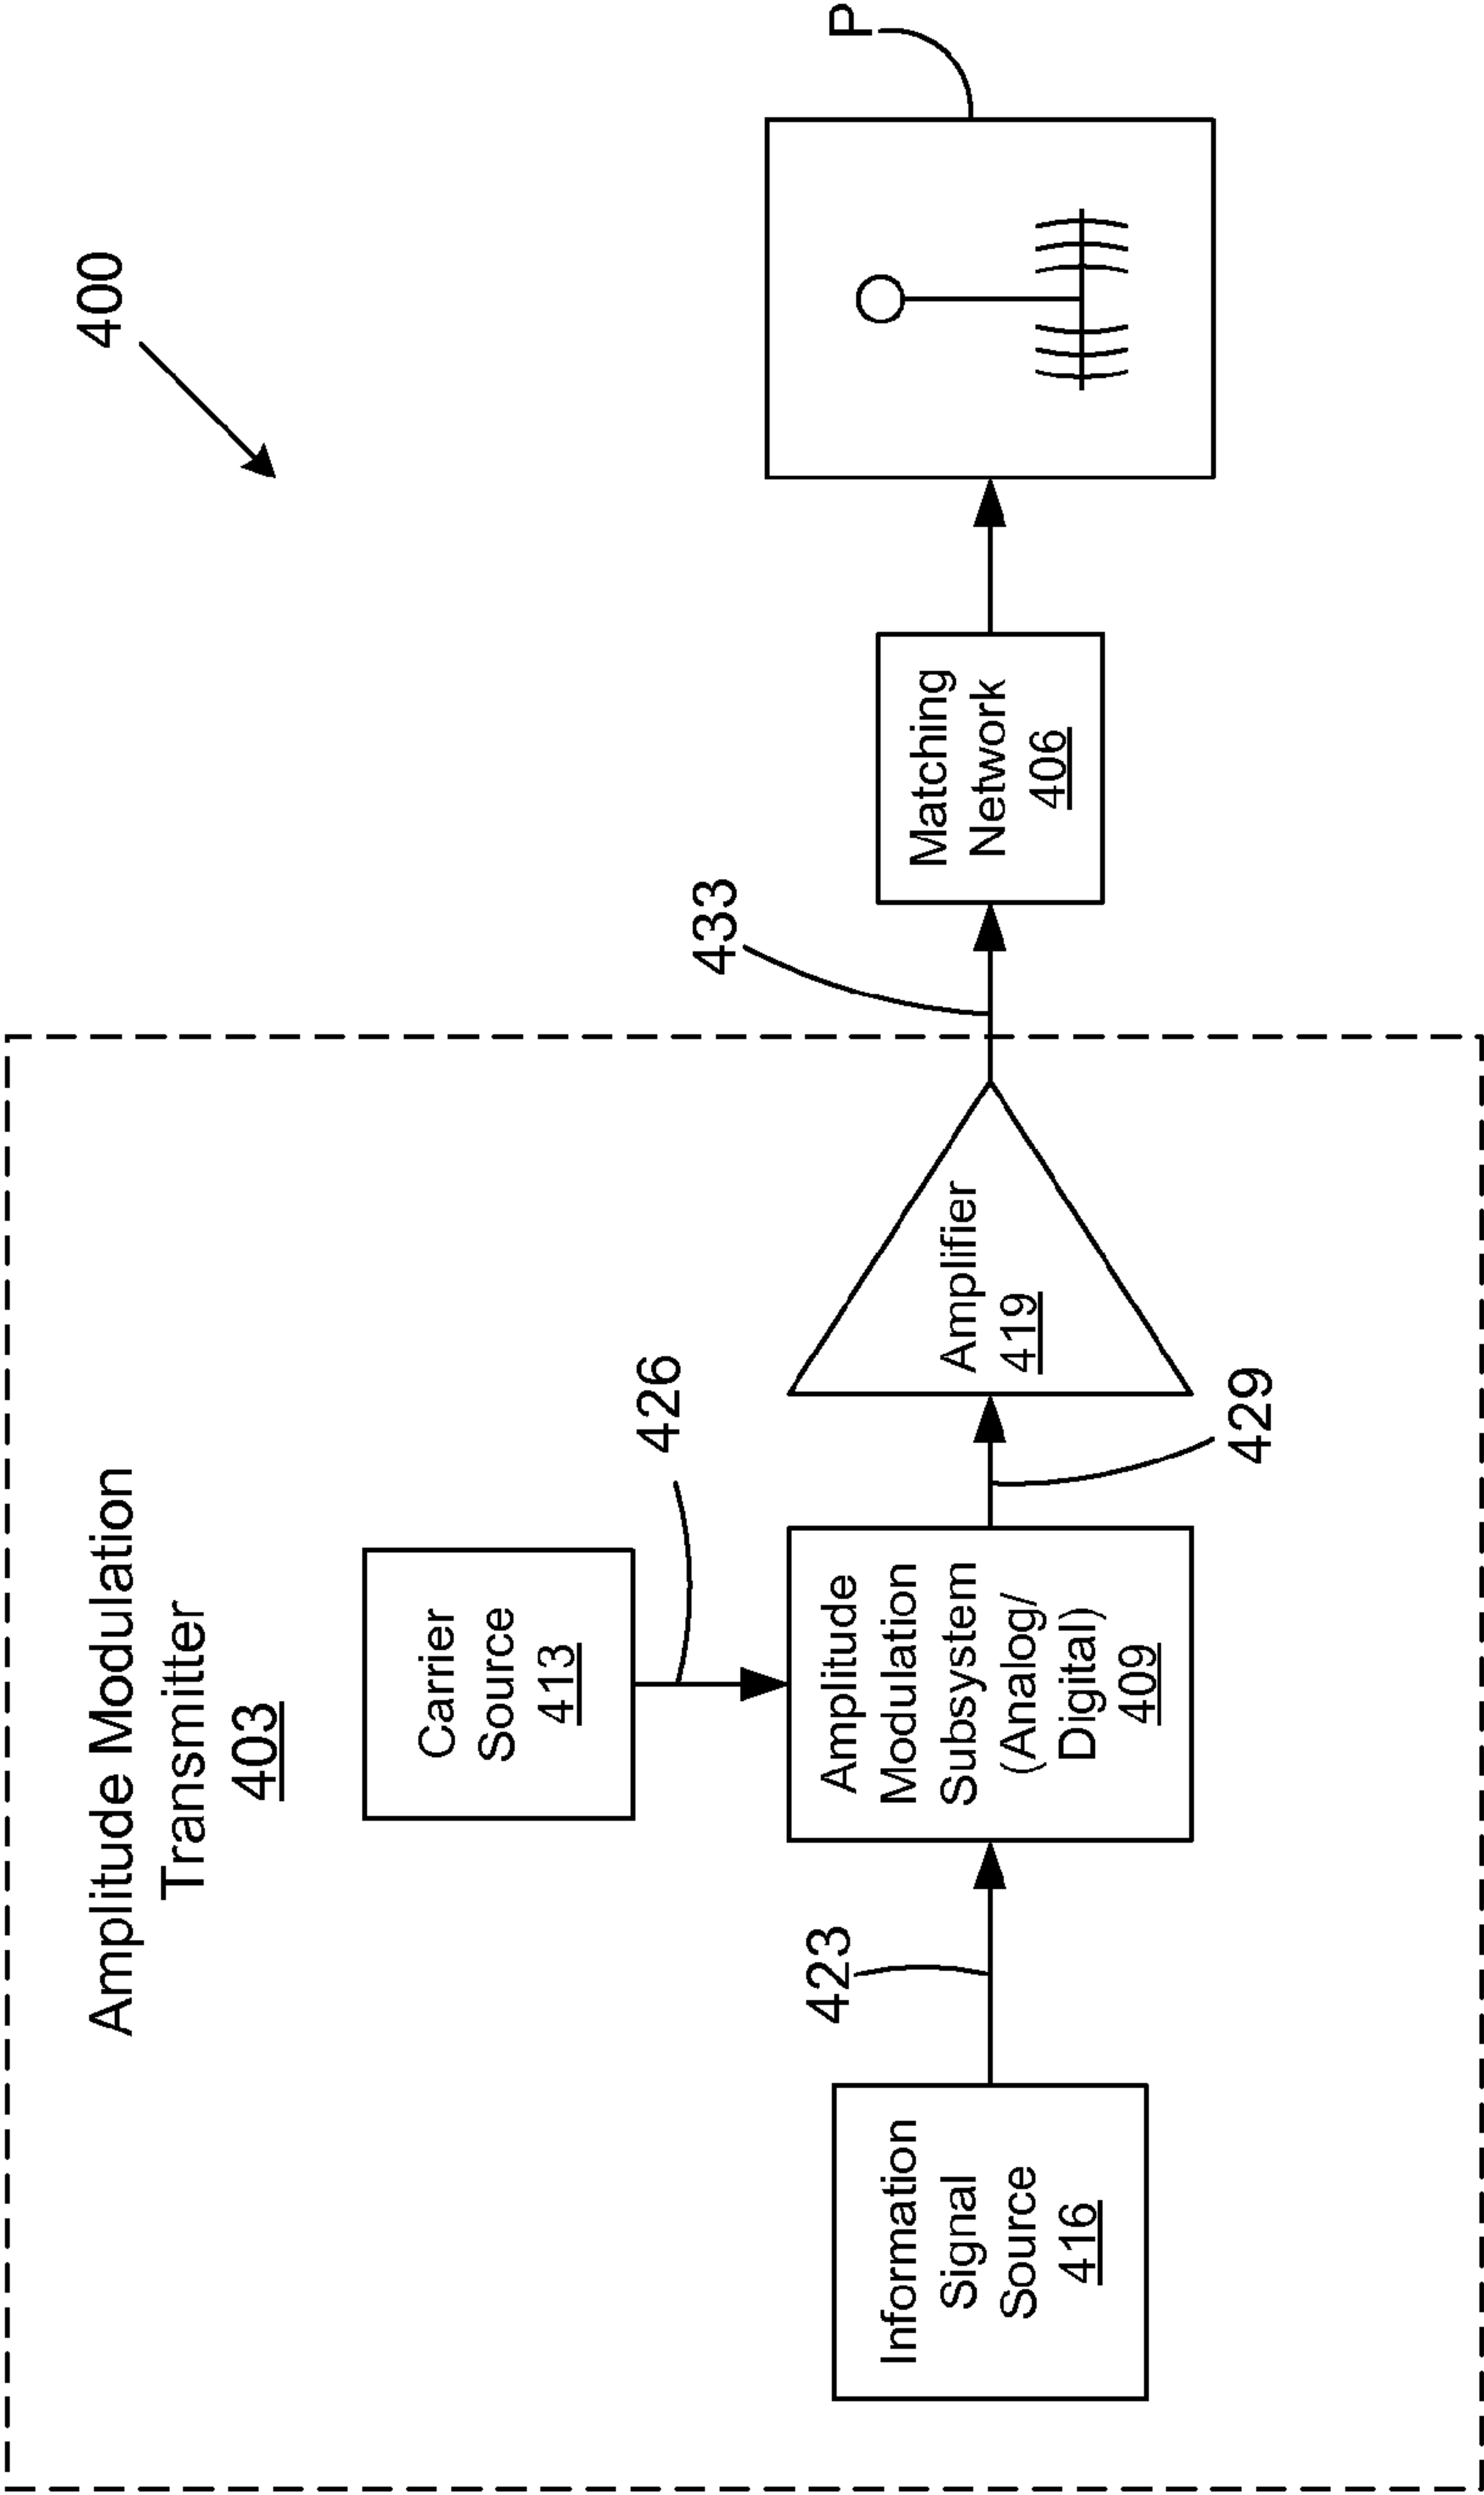 400
Amplitude Modulation
Transmitter
403
P
Carrier
Source
413
426
433
423
Information
Signal
Source
416
Amplitude
Modulation
Subsystem
(Analog/
Digital)
409
Amplifier
419
429
Matching
Network
406